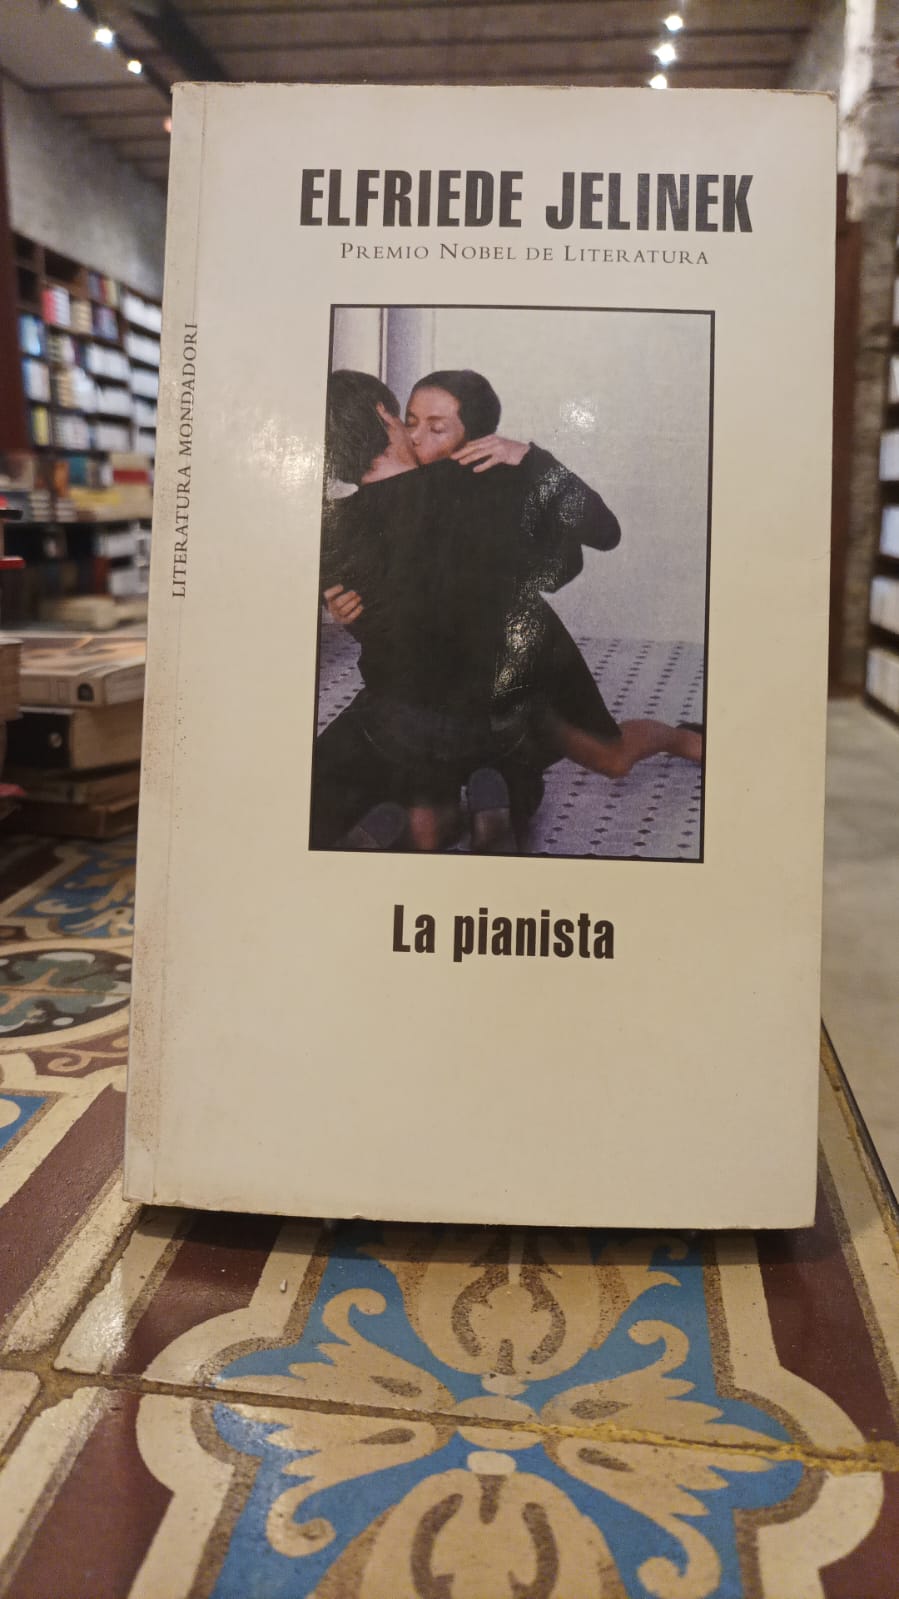 ELFRIEDE JELINEK
PREMIO NOBEL DE LITERATURA
LITERATURA MONDADORI
La pianista